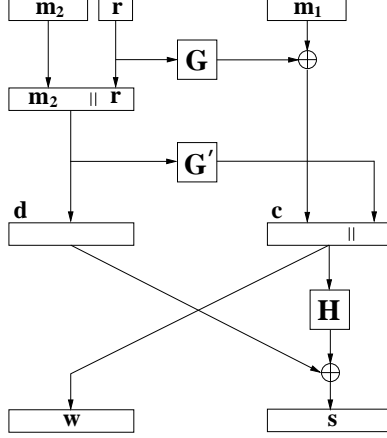 m₂ r m₁
G ⊕
m₂ || r
G′
d c
||
H
⊕
w s